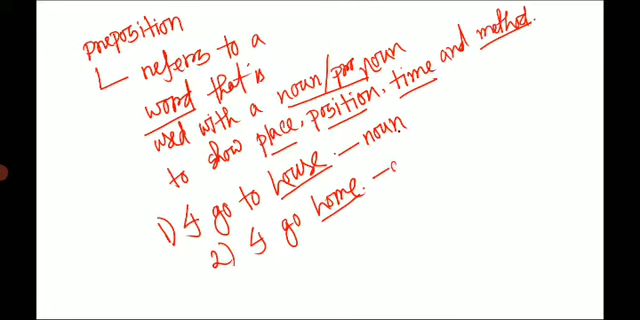 preposition
refers to a
word that is
used with a noun/pronoun
to show place, position, time and method.
1) I go to house. — noun
2) I go home. —